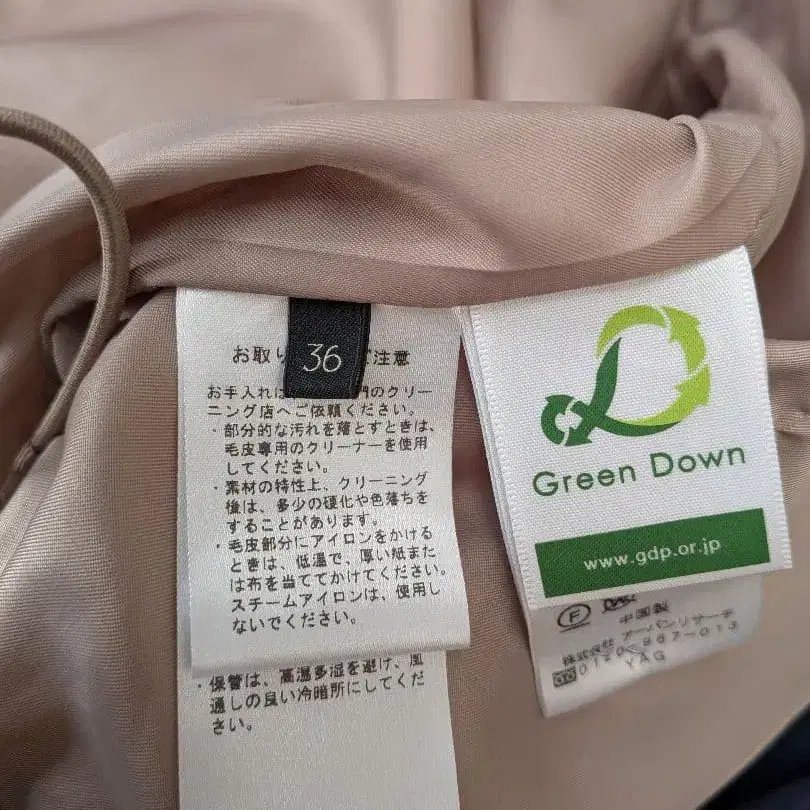 36
お取り
ご注意
お手入れは
門のクリー
ニング店へご依頼ください。
・部分的な汚れを落とすときは、
毛皮専用のクリーナーを使用
してください。
・素材の特性上、クリーニング
後は、多少の硬化や色落ちを
することがあります。
・毛皮部分にアイロンをかける
ときは、低温で、厚い紙また
は布を当ててかけてください。
スチームアイロンは、使用し
ないでください。
・保管は、高温多湿を避け、風
通しの良い冷暗所にしてくだ
さい。
Green Down
www.gdp.or.jp
F
中国製
株式会社 アーバンリサーチ
0120-987-013
YAG